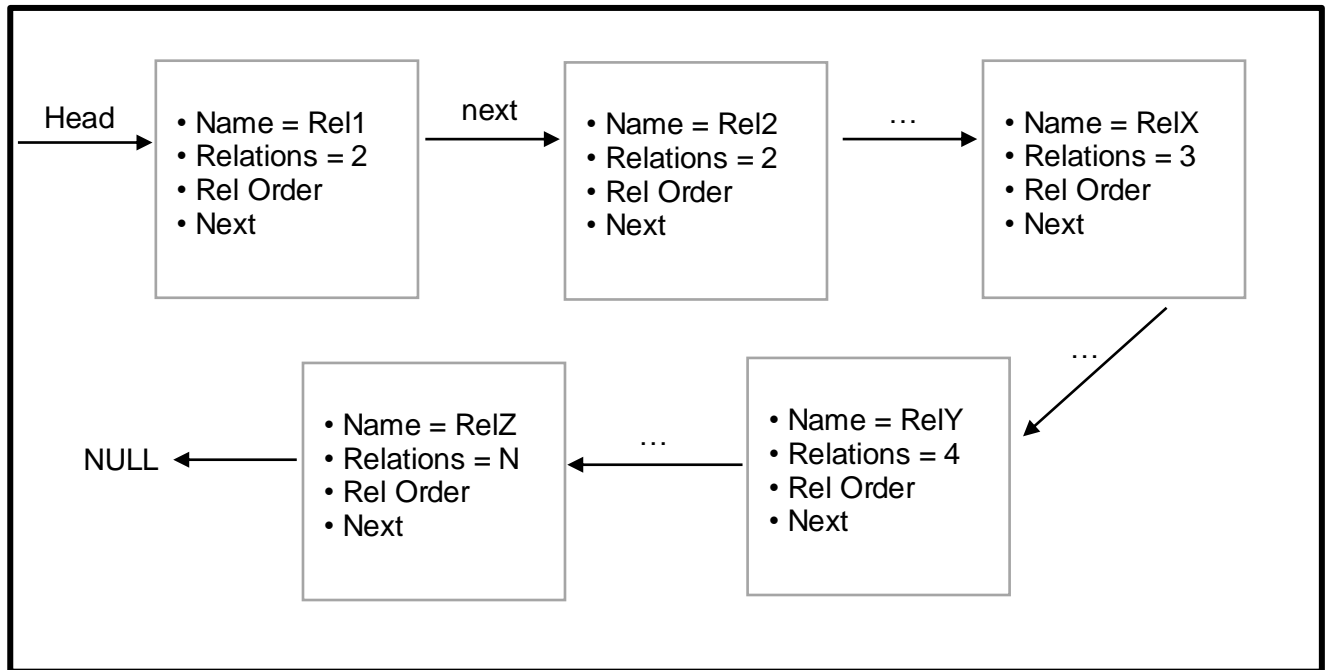 Head
• Name = Rel1
• Relations = 2
• Rel Order
• Next
next
• Name = Rel2
• Relations = 2
• Rel Order
• Next
…
• Name = RelX
• Relations = 3
• Rel Order
• Next
…
• Name = RelY
• Relations = 4
• Rel Order
• Next
…
• Name = RelZ
• Relations = N
• Rel Order
• Next
NULL